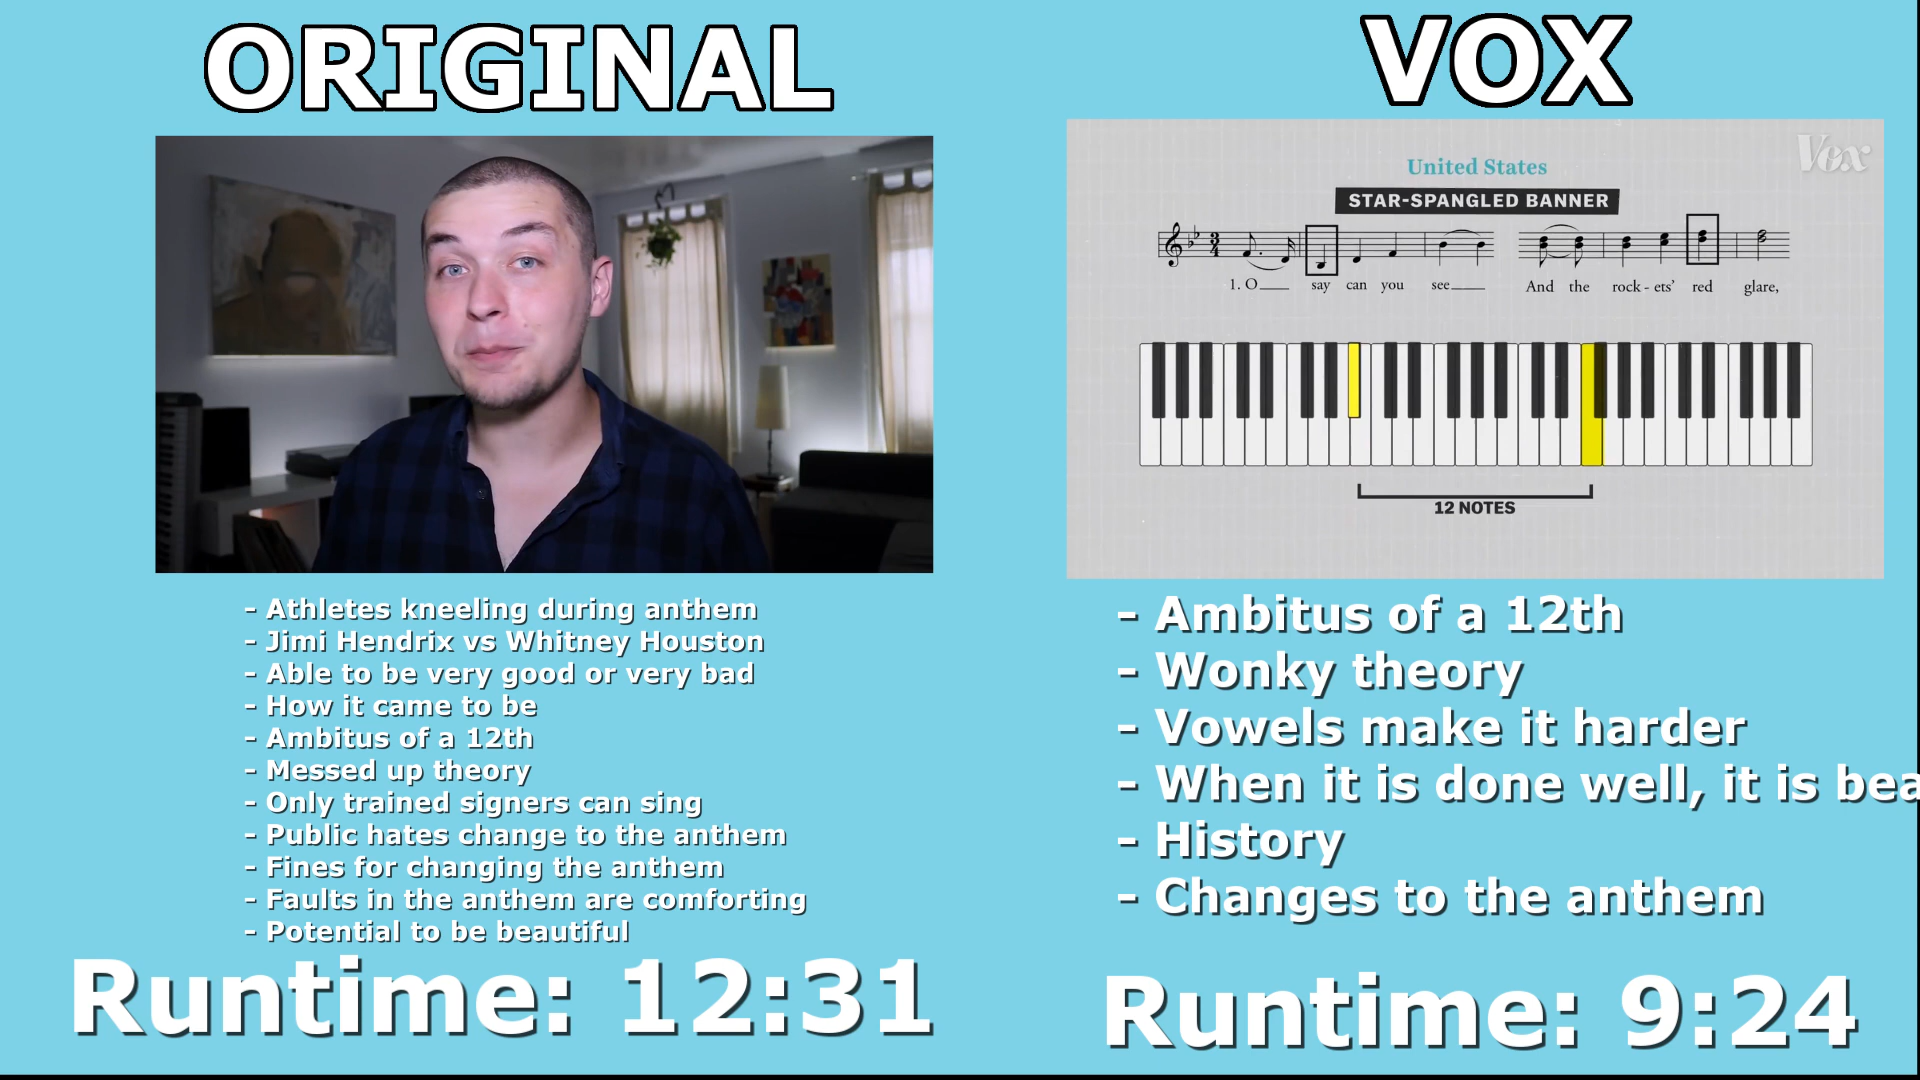 ORIGINAL
- Athletes kneeling during anthem
- Jimi Hendrix vs Whitney Houston
- Able to be very good or very bad
- How it came to be
- Ambitus of a 12th
- Messed up theory
- Only trained signers can sing
- Public hates change to the anthem
- Fines for changing the anthem
- Faults in the anthem are comforting
- Potential to be beautiful
Runtime: 12:31
VOX
Vox
United States
STAR-SPANGLED BANNER
3
4
1. O say can you see And the rock - ets' red glare,
12 NOTES
- Ambitus of a 12th
- Wonky theory
- Vowels make it harder
- When it is done well, it is bea
- History
- Changes to the anthem
Runtime: 9:24